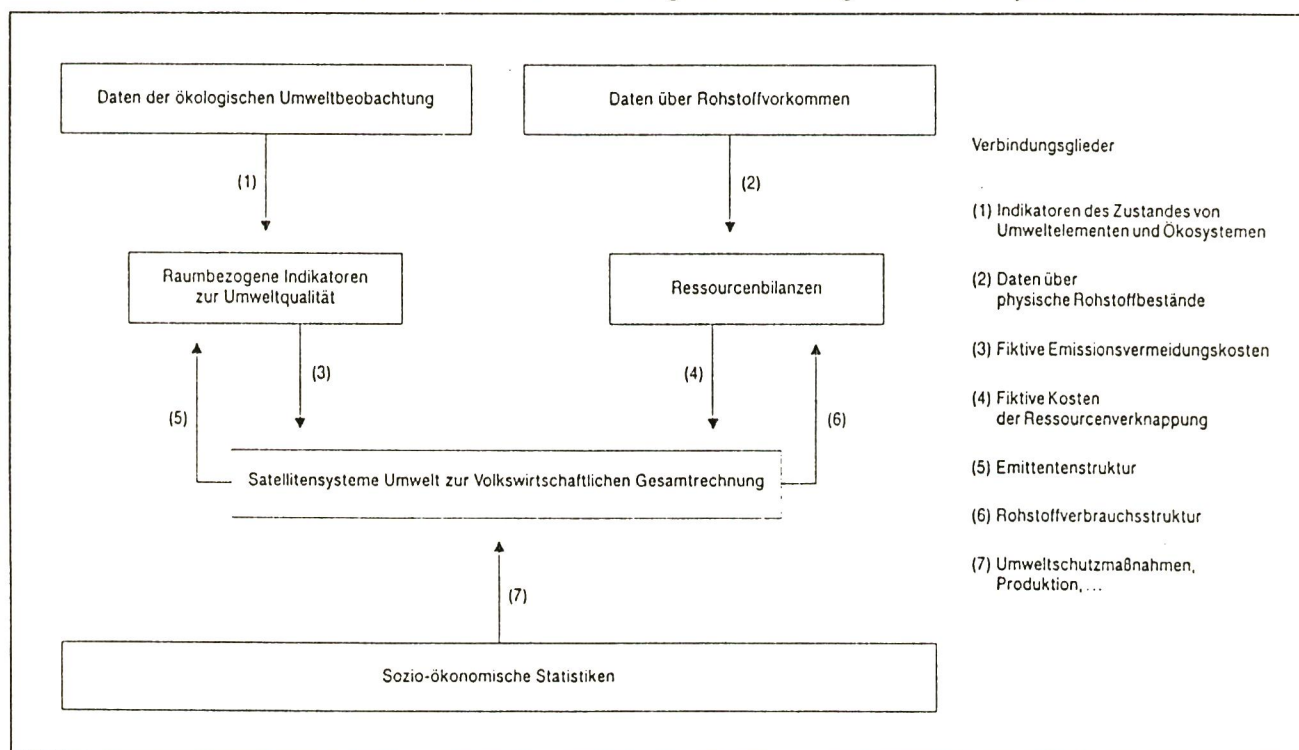 Daten der ökologischen Umweltbeobachtung
Daten über Rohstoffvorkommen
(1)
(2)
Raumbezogene Indikatoren
zur Umweltqualität
Ressourcenbilanzen
(3)
(4)
(5)
(6)
Satellitensysteme Umwelt zur Volkswirtschaftlichen Gesamtrechnung
(7)
Sozio-ökonomische Statistiken
Verbindungsglieder
(1) Indikatoren des Zustandes von
Umweltelementen und Ökosystemen
(2) Daten über
physische Rohstoffbestände
(3) Fiktive Emissionsvermeidungskosten
(4) Fiktive Kosten
der Ressourcenverknappung
(5) Emittentenstruktur
(6) Rohstoffverbrauchsstruktur
(7) Umweltschutzmaßnahmen,
Produktion, ...